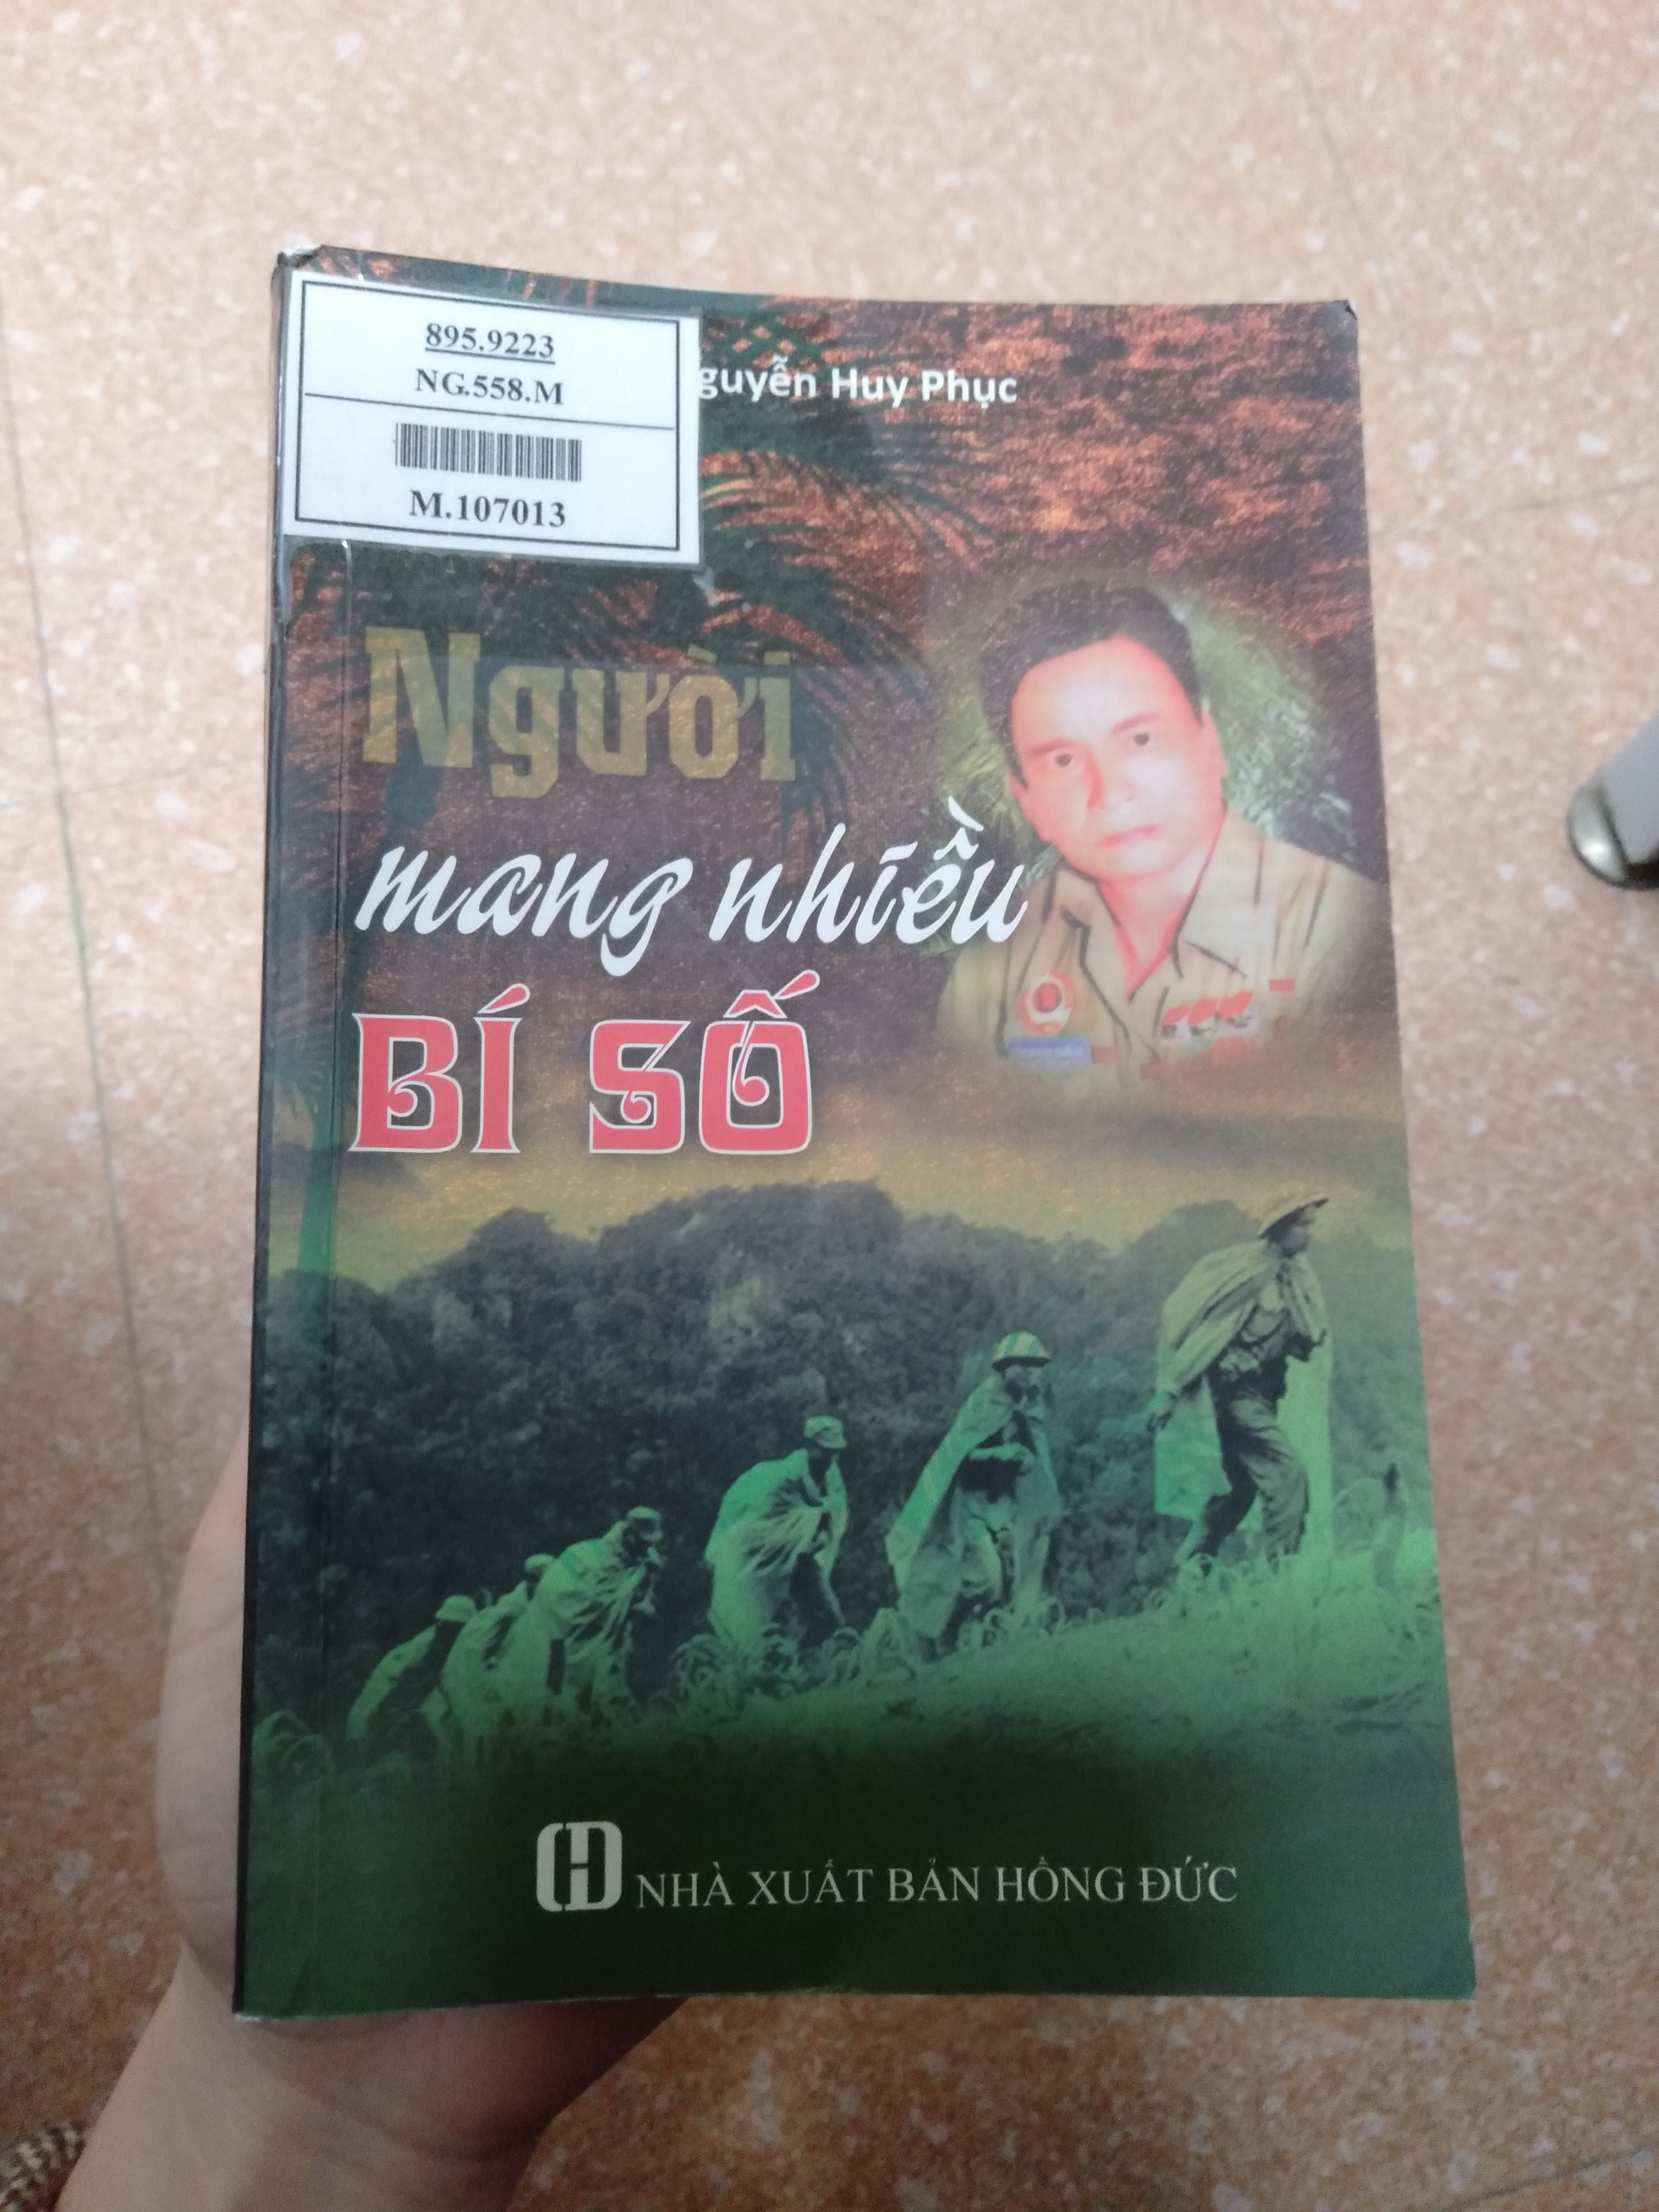 895.9223
NG.558.M
M.107013
guyễn Huy Phục
Người
mang nhiều
BÍ SỐ
NHÀ XUẤT BẢN HỒNG ĐỨC